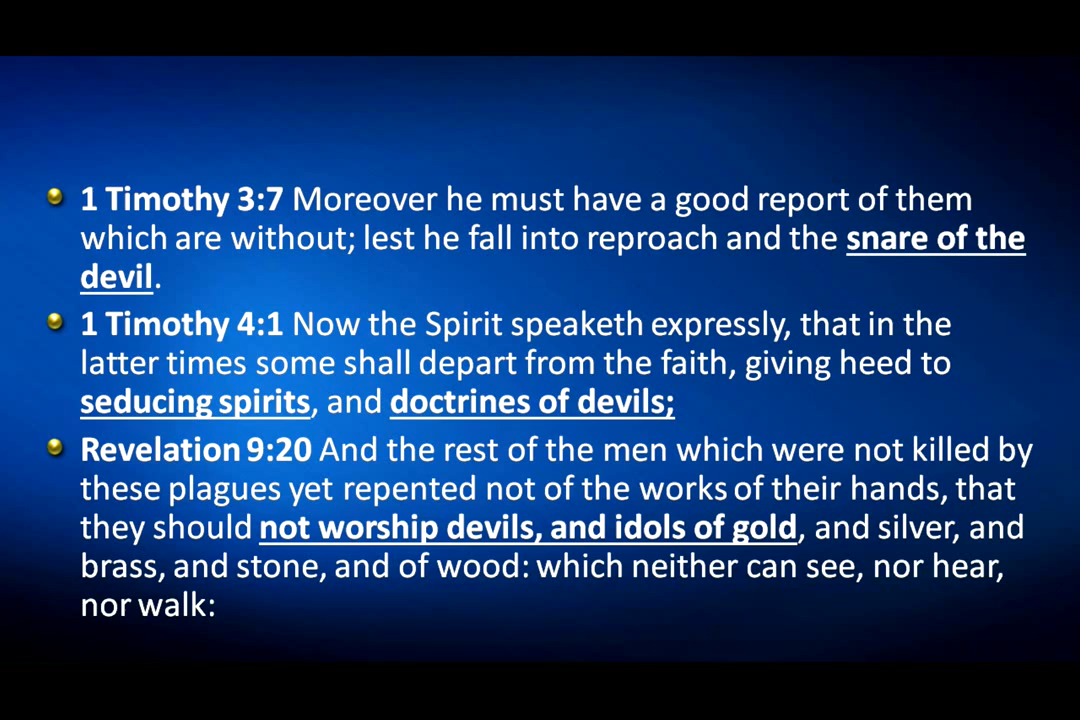 1 Timothy 3:7 Moreover he must have a good report of them
which are without; lest he fall into reproach and the snare of the
devil.
1 Timothy 4:1 Now the Spirit speaketh expressly, that in the
latter times some shall depart from the faith, giving heed to
seducing spirits, and doctrines of devils;
Revelation 9:20 And the rest of the men which were not killed by
these plagues yet repented not of the works of their hands, that
they should not worship devils, and idols of gold, and silver, and
brass, and stone, and of wood: which neither can see, nor hear,
nor walk: